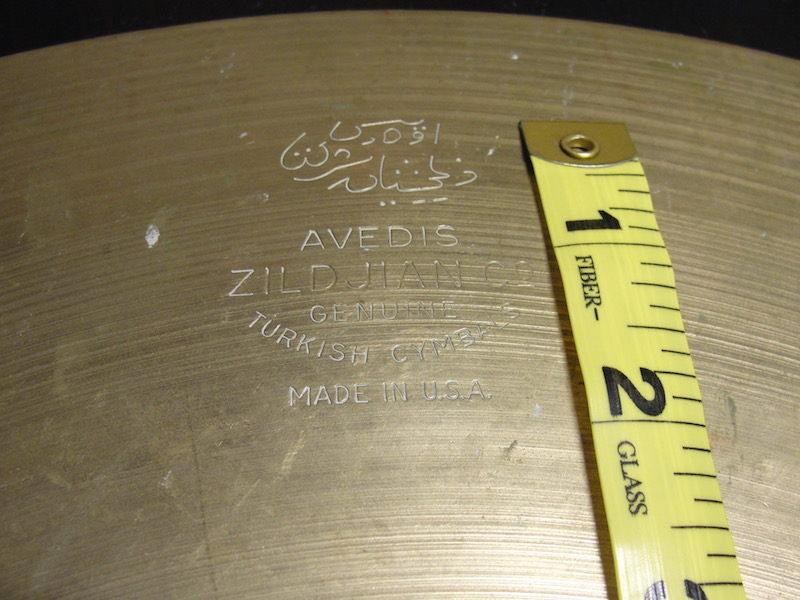 AVEDIS
ZILDJIAN CO
GENUINE
TURKISH CYMBALS
MADE IN U.S.A.
1
FIBER-
2
GLASS